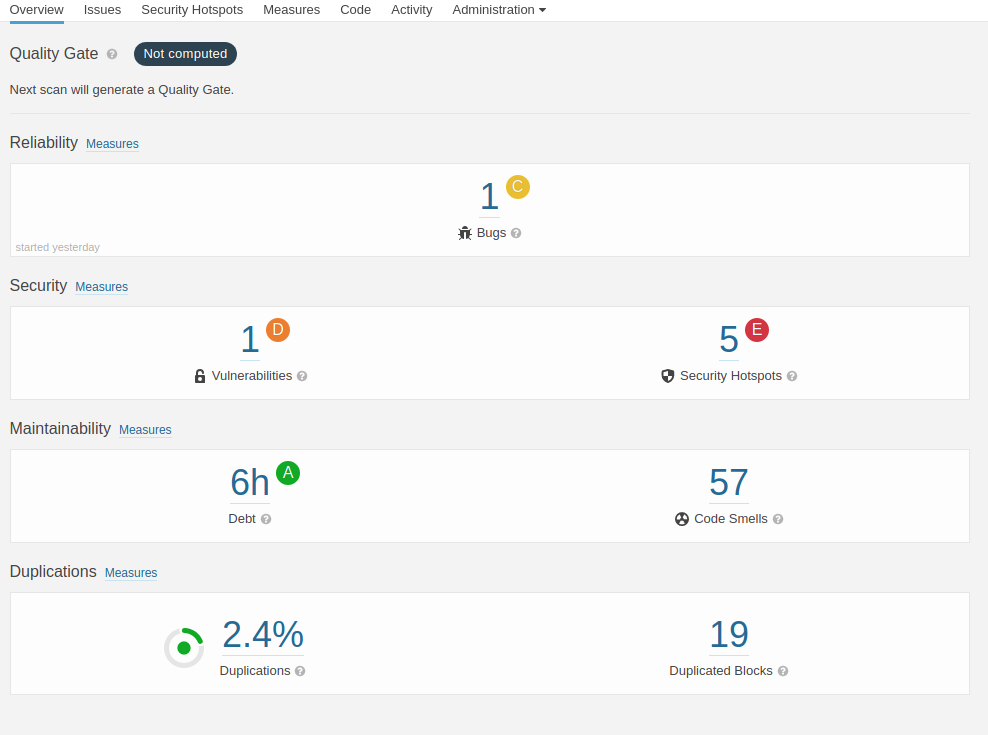 Overview Issues Security Hotspots Measures Code Activity Administration
Quality Gate ? Not computed
Next scan will generate a Quality Gate.
Reliability Measures
1 C
Bugs ?
started yesterday
Security Measures
1 D 5 E
Vulnerabilities ? Security Hotspots ?
Maintainability Measures
6h A 57
Debt ? Code Smells ?
Duplications Measures
2.4% 19
Duplications ? Duplicated Blocks ?